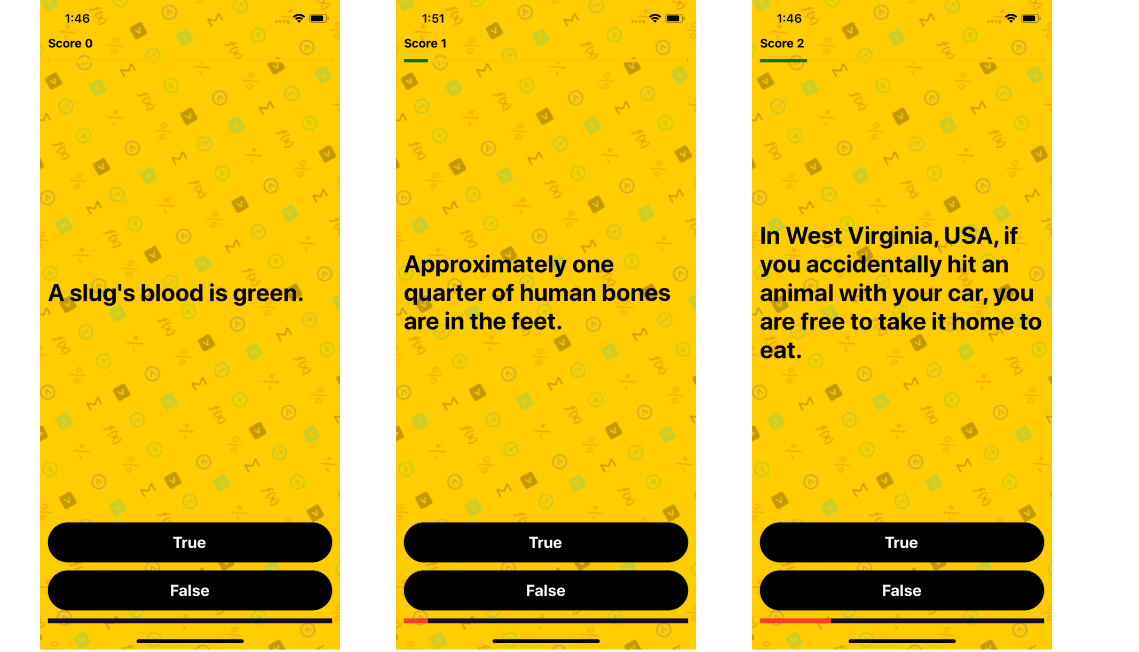 1:46
Score 0
A slug's blood is green.
True
False
1:51
Score 1
Approximately one
quarter of human bones
are in the feet.
True
False
1:46
Score 2
In West Virginia, USA, if
you accidentally hit an
animal with your car, you
are free to take it home to
eat.
True
False